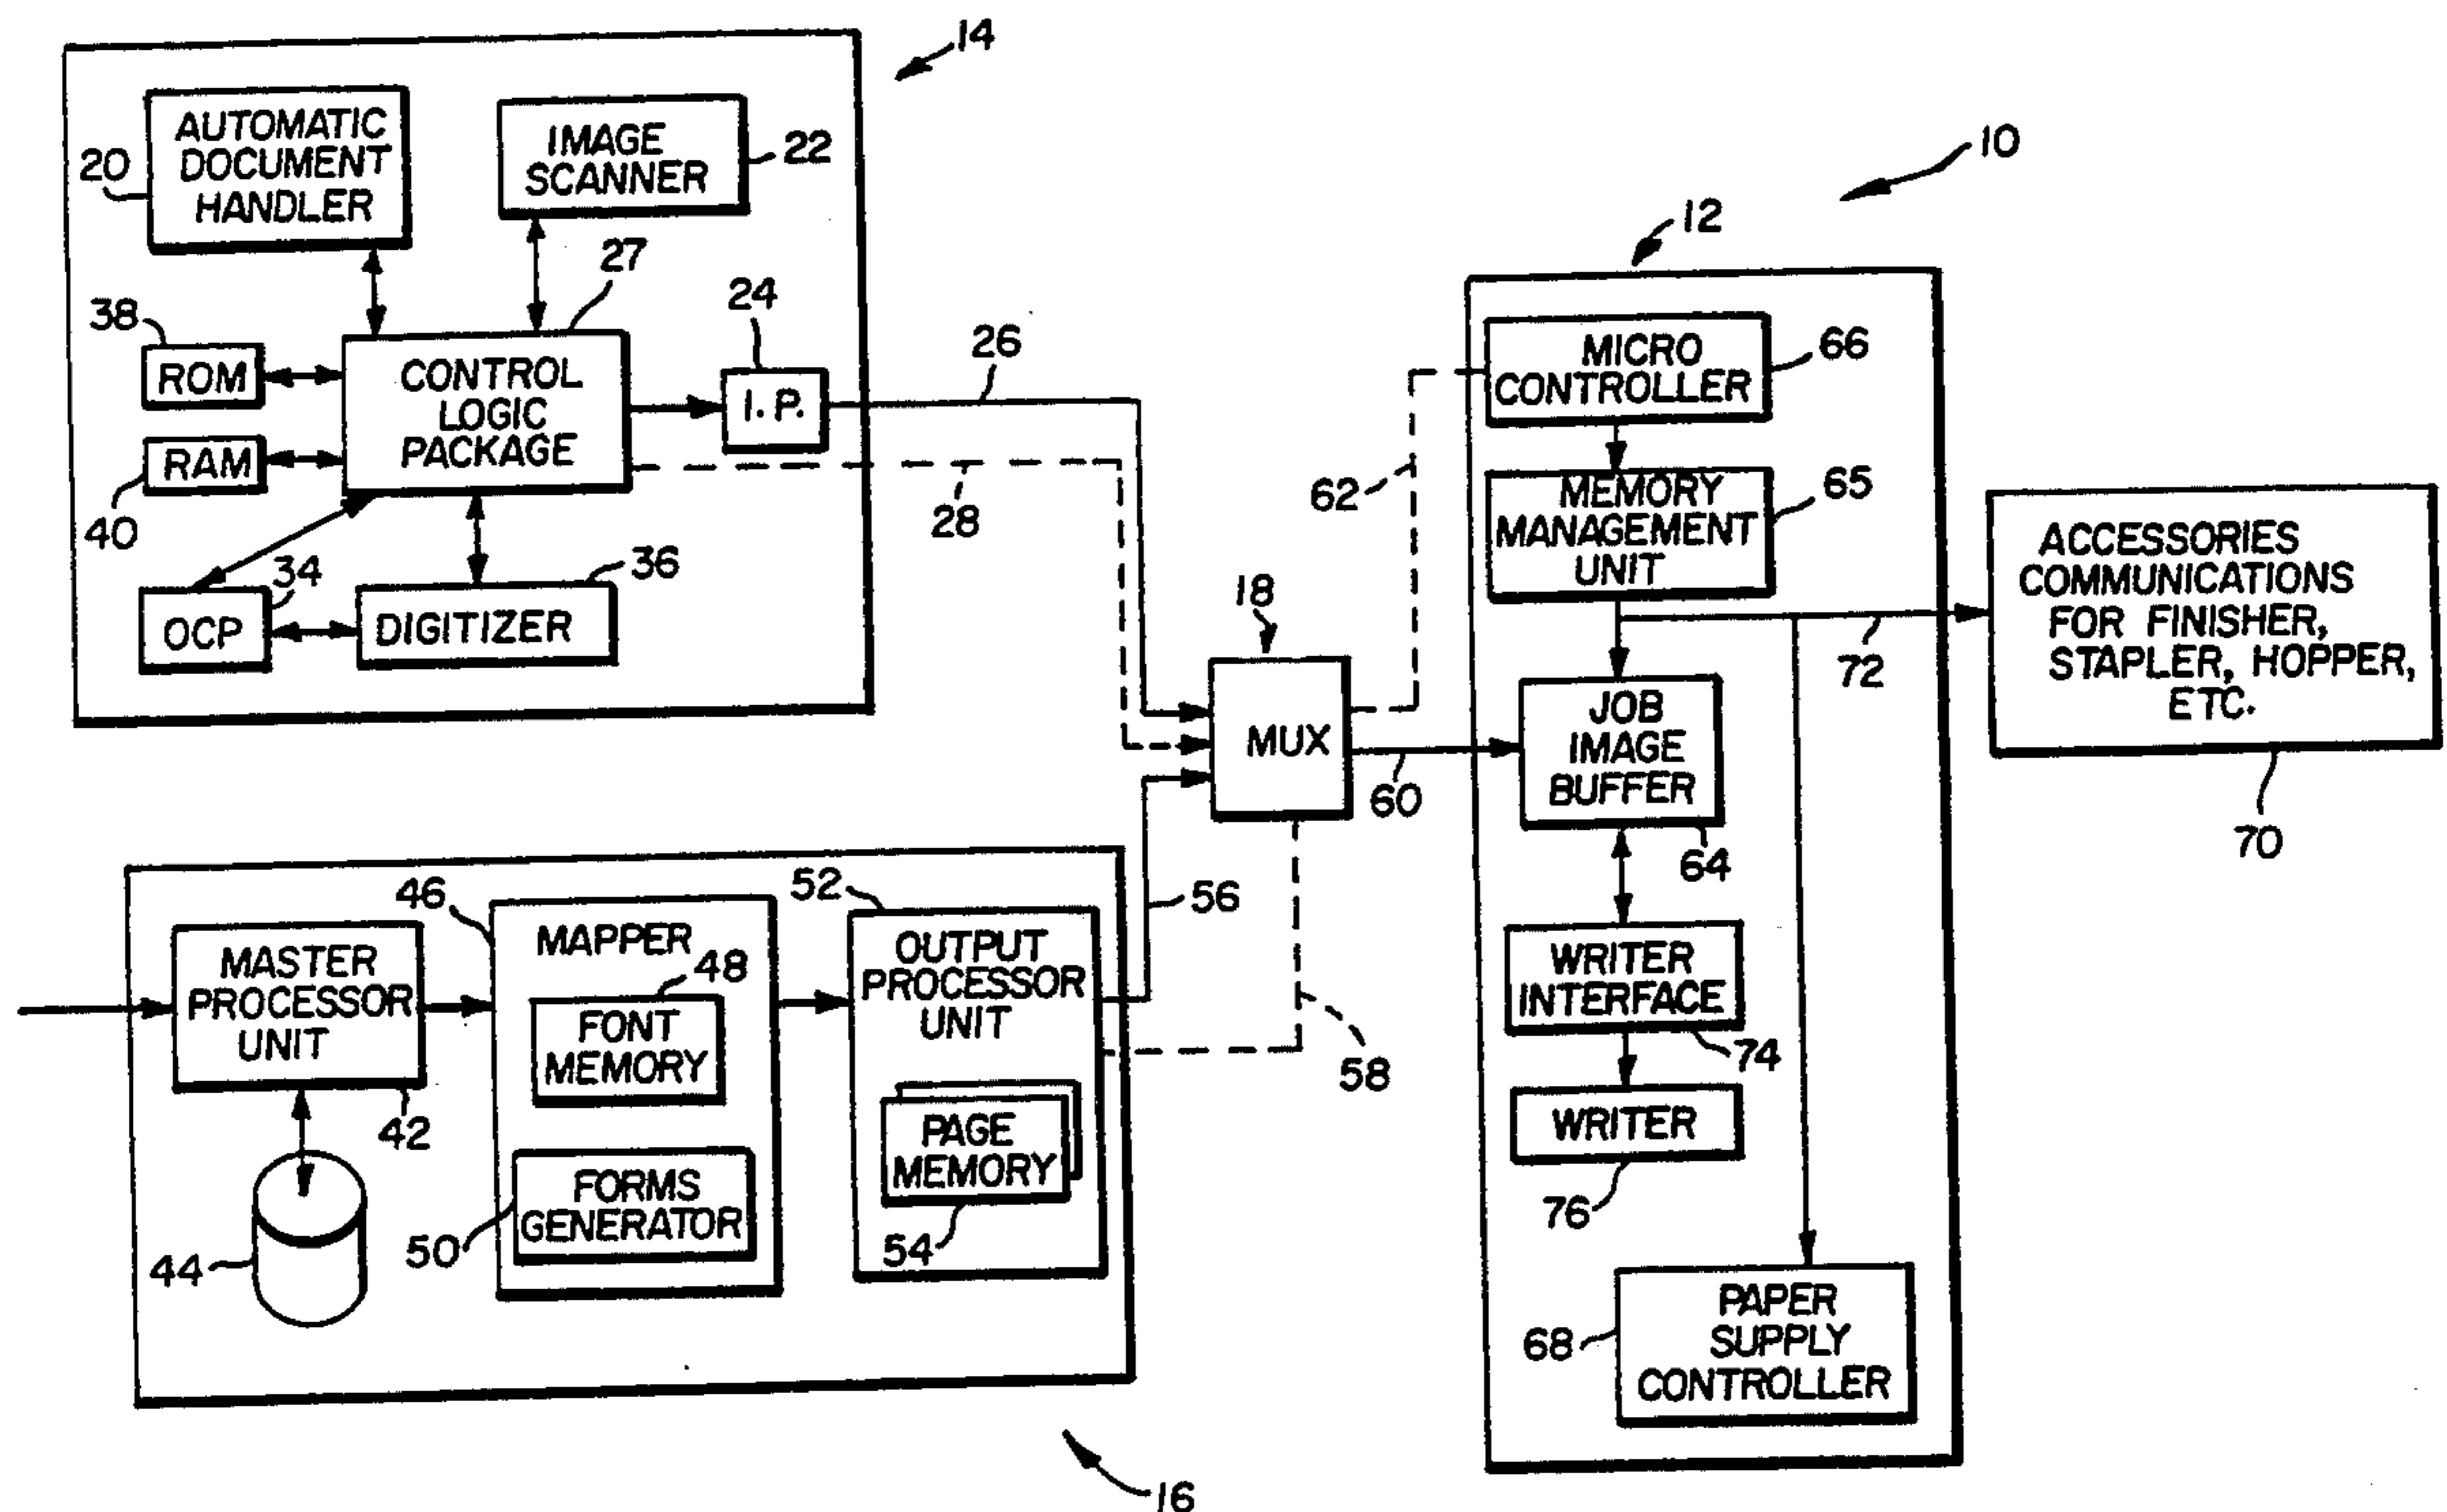 14
AUTOMATIC
DOCUMENT
HANDLER
20
IMAGE
SCANNER
22
27
24
38
ROM
CONTROL
LOGIC
PACKAGE
I.P.
26
RAM
40
28
34
36
OCP
DIGITIZER
10
12
MICRO
CONTROLLER
66
62
MEMORY
MANAGEMENT
UNIT
65
ACCESSORIES
COMMUNICATIONS
FOR FINISHER,
STAPLER, HOPPER,
ETC.
70
72
18
MUX
60
JOB
IMAGE
BUFFER
64
WRITER
INTERFACE
74
WRITER
76
PAPER
SUPPLY
CONTROLLER
68
46
MAPPER
48
FONT
MEMORY
FORMS
GENERATOR
50
52
OUTPUT
PROCESSOR
UNIT
PAGE
MEMORY
54
56
58
MASTER
PROCESSOR
UNIT
42
44
16